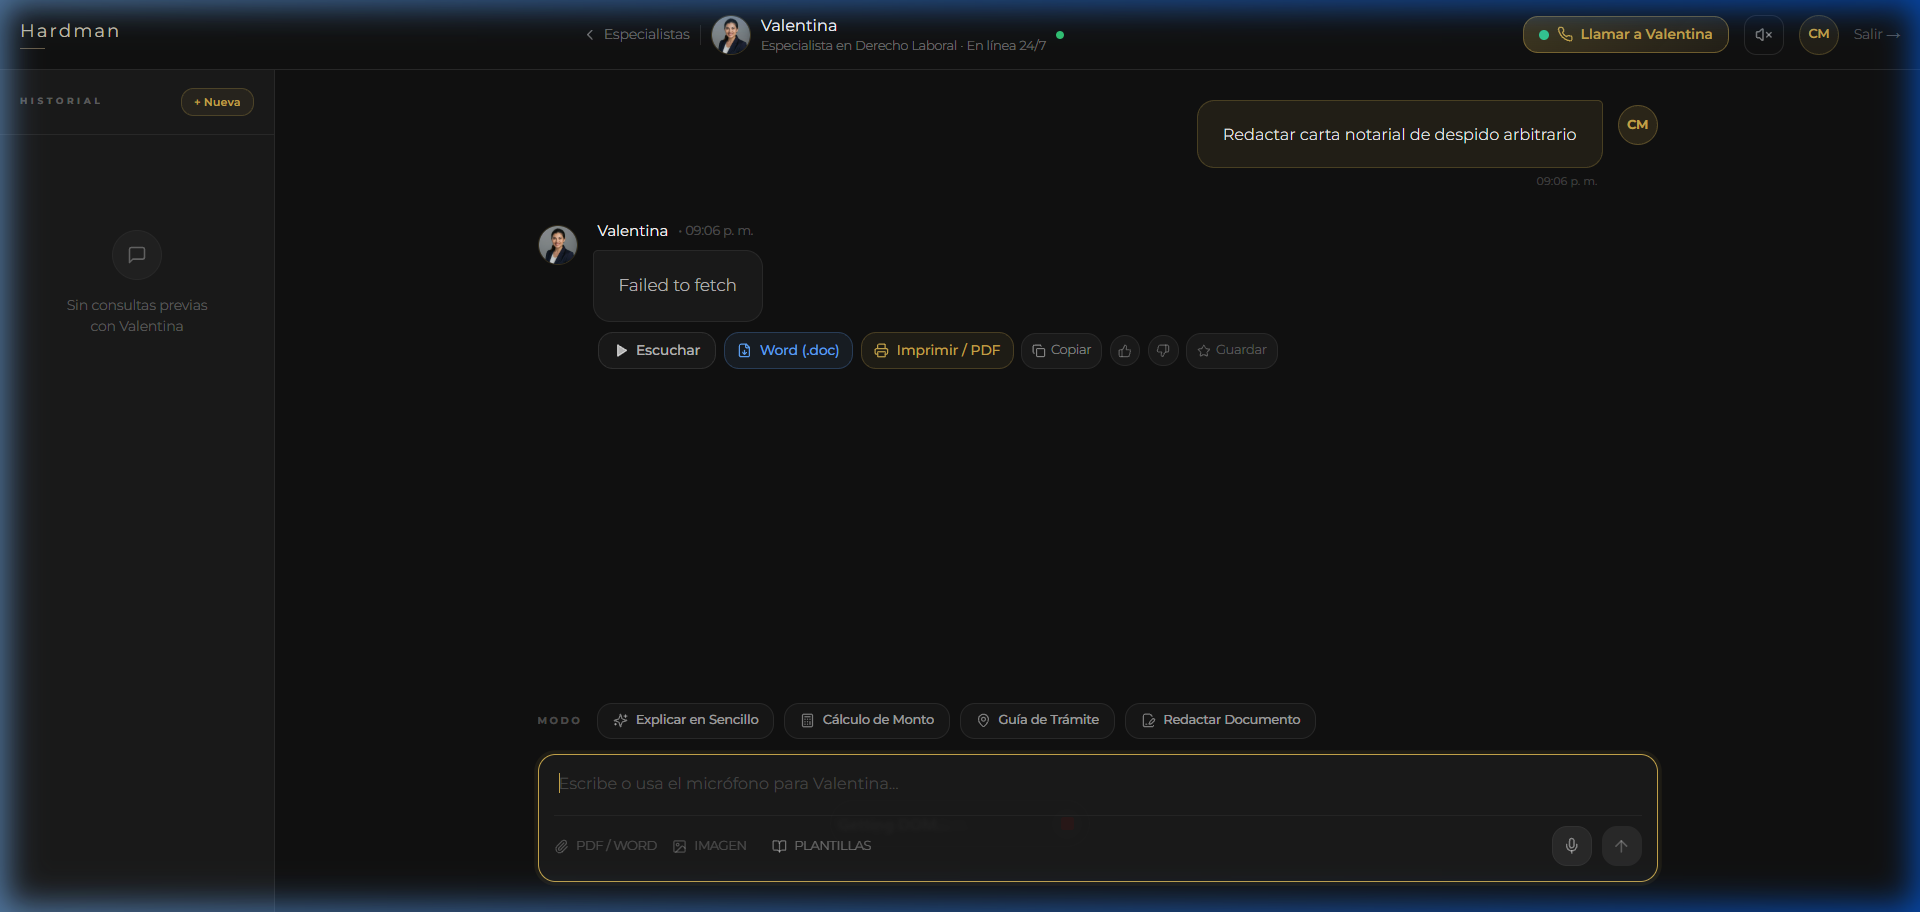 Hardman
Especialistas
Valentina
Especialista en Derecho Laboral · En línea 24/7
Llamar a Valentina
CM
Salir →
HISTORIAL
+ Nueva
Sin consultas previas
con Valentina
Redactar carta notarial de despido arbitrario
CM
09:06 p. m.
Valentina · 09:06 p. m.
Failed to fetch
Escuchar
Word (.doc)
Imprimir / PDF
Copiar
Guardar
MODO
Explicar en Sencillo
Cálculo de Monto
Guía de Trámite
Redactar Documento
Escribe o usa el micrófono para Valentina...
PDF / WORD
IMAGEN
PLANTILLAS